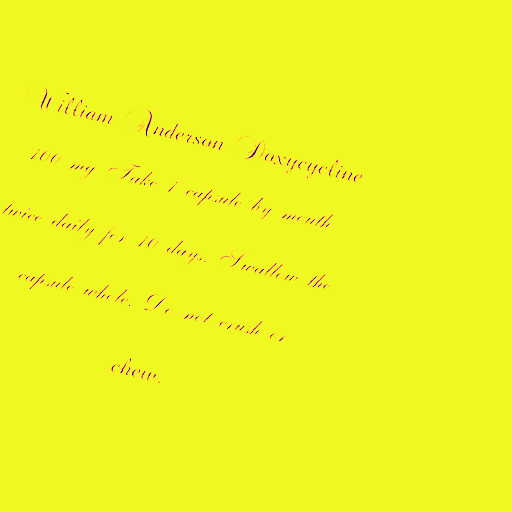 William Anderson Doxycycline
100 mg Take 1 capsule by mouth
twice daily for 10 days. Swallow the
capsule whole. Do not crush or
chew.